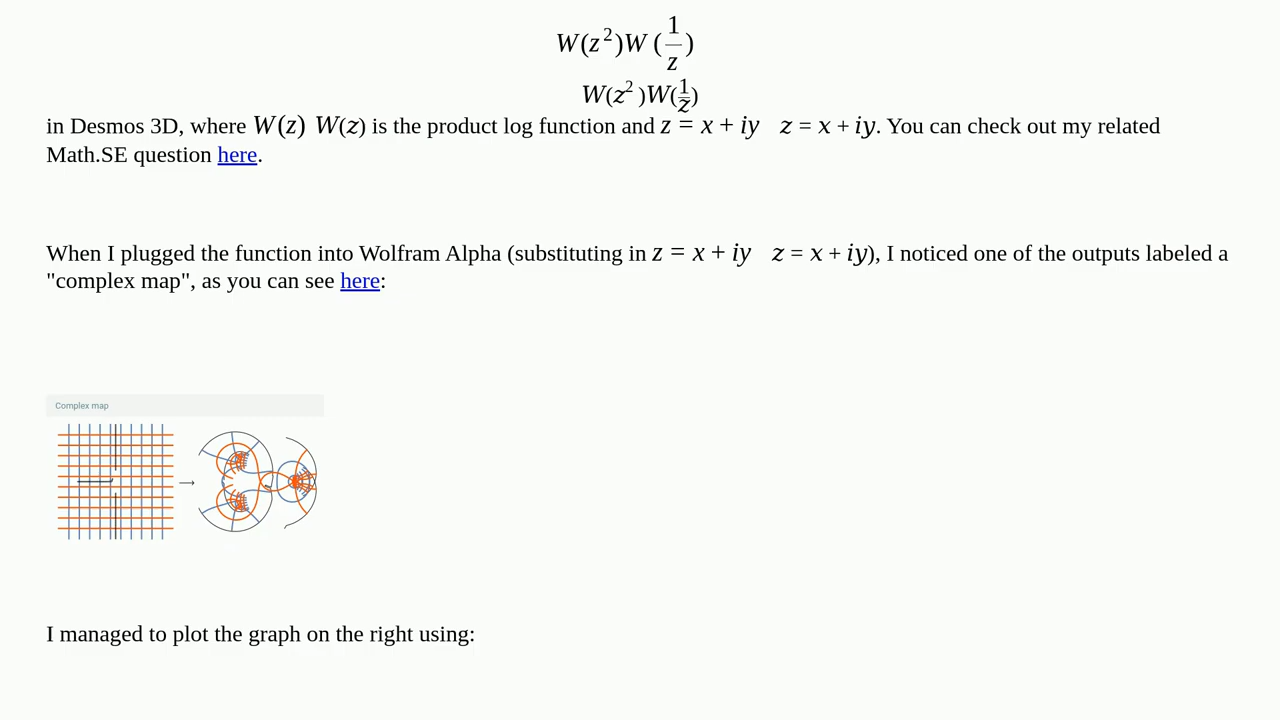 W(z²)W(1/z)
W(z²)W(1/z)
in Desmos 3D, where W(z) W(z) is the product log function and z = x + iy z = x + iy. You can check out my related
Math.SE question here.
When I plugged the function into Wolfram Alpha (substituting in z = x + iy z = x + iy), I noticed one of the outputs labeled a
"complex map", as you can see here:
Complex map
I managed to plot the graph on the right using: